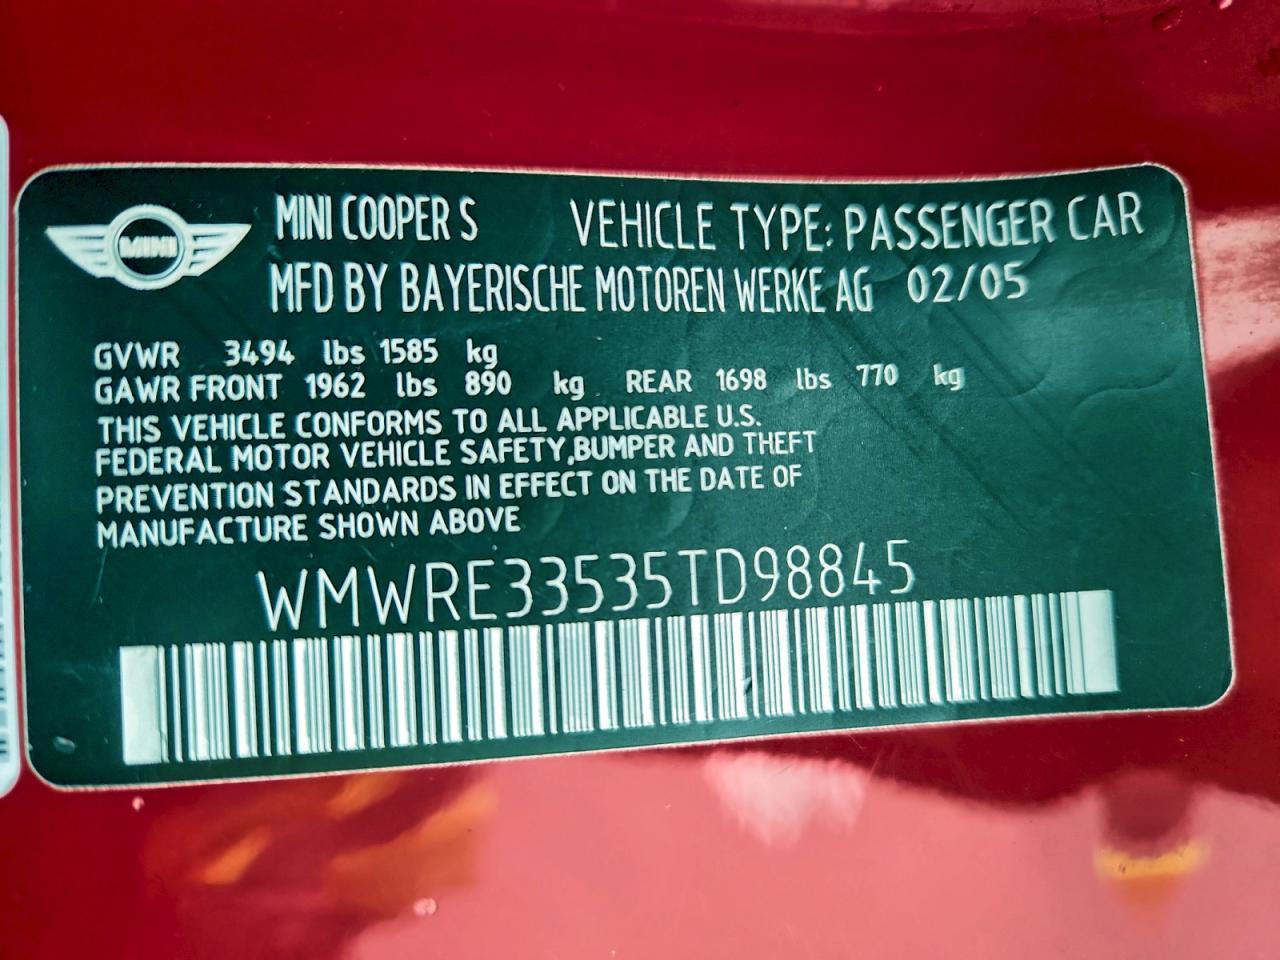 MINI
MINI COOPER S VEHICLE TYPE: PASSENGER CAR
MFD BY BAYERISCHE MOTOREN WERKE AG 02/05
GVWR 3494 lbs 1585 kg
GAWR FRONT 1962 lbs 890 kg REAR 1698 lbs 770 kg
THIS VEHICLE CONFORMS TO ALL APPLICABLE U.S.
FEDERAL MOTOR VEHICLE SAFETY,BUMPER AND THEFT
PREVENTION STANDARDS IN EFFECT ON THE DATE OF
MANUFACTURE SHOWN ABOVE
WMWRE33535TD98845